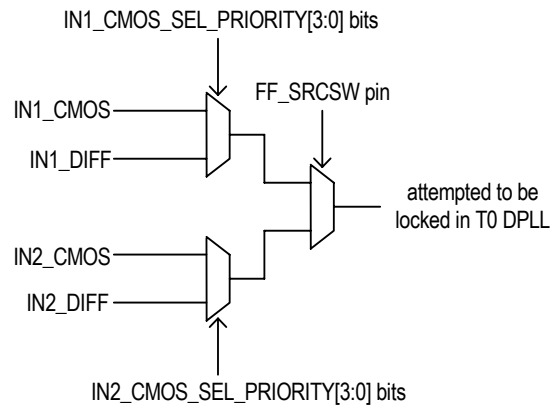 IN1_CMOS_SEL_PRIORITY[3:0] bits
FF_SRCSW pin
IN1_CMOS
IN1_DIFF
attempted to be
locked in T0 DPLL
IN2_CMOS
IN2_DIFF
IN2_CMOS_SEL_PRIORITY[3:0] bits